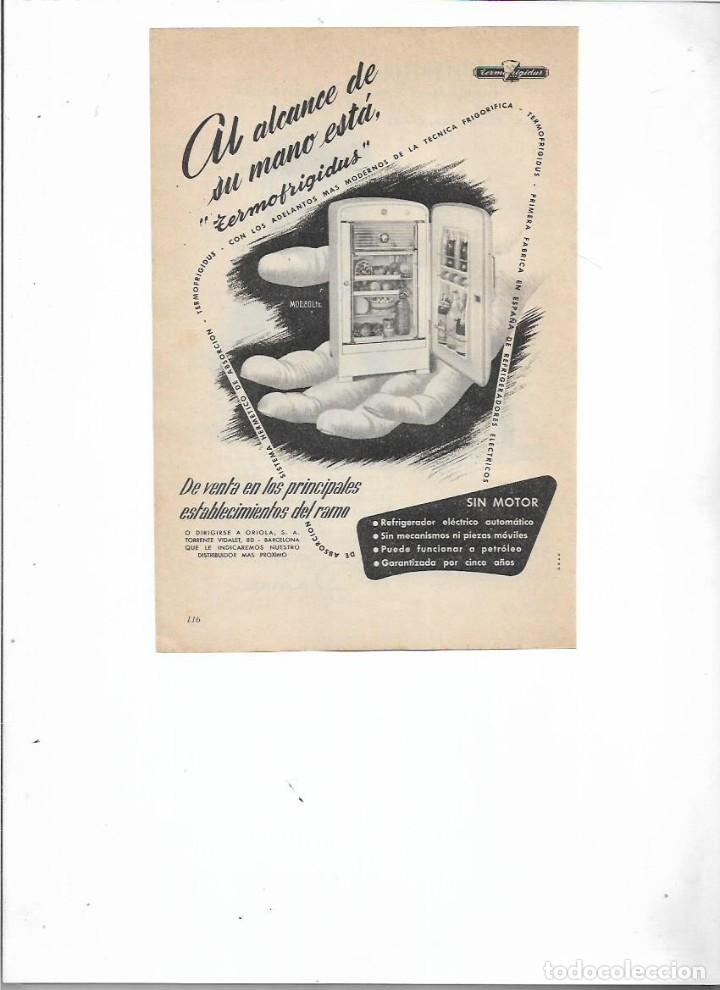 termofrigidus
Al alcance de
su mano está,
"termofrigidus"
SISTEMA HERMETICO DE ABSORCION - TERMOFRIGIDUS - CON LOS ADELANTOS MAS MODERNOS DE LA TECNICA FRIGORIFICA - TERMOFRIGIDUS - PRIMERA FABRICA EN ESPAÑA DE REFRIGERADORES ELECTRICOS
DE ABSORCION
De venta en los principales
establecimientos del ramo
O DIRIGIRSE A ORIOLA, S. A.
TORRENTE VIDALET, 80 - BARCELONA
QUE LE INDICAREMOS NUESTRO
DISTRIBUIDOR MAS PROXIMO
SIN MOTOR
• Refrigerador eléctrico automático
• Sin mecanismos ni piezas móviles
• Puede funcionar a petróleo
• Garantizada por cinco años
116
todocoleccion